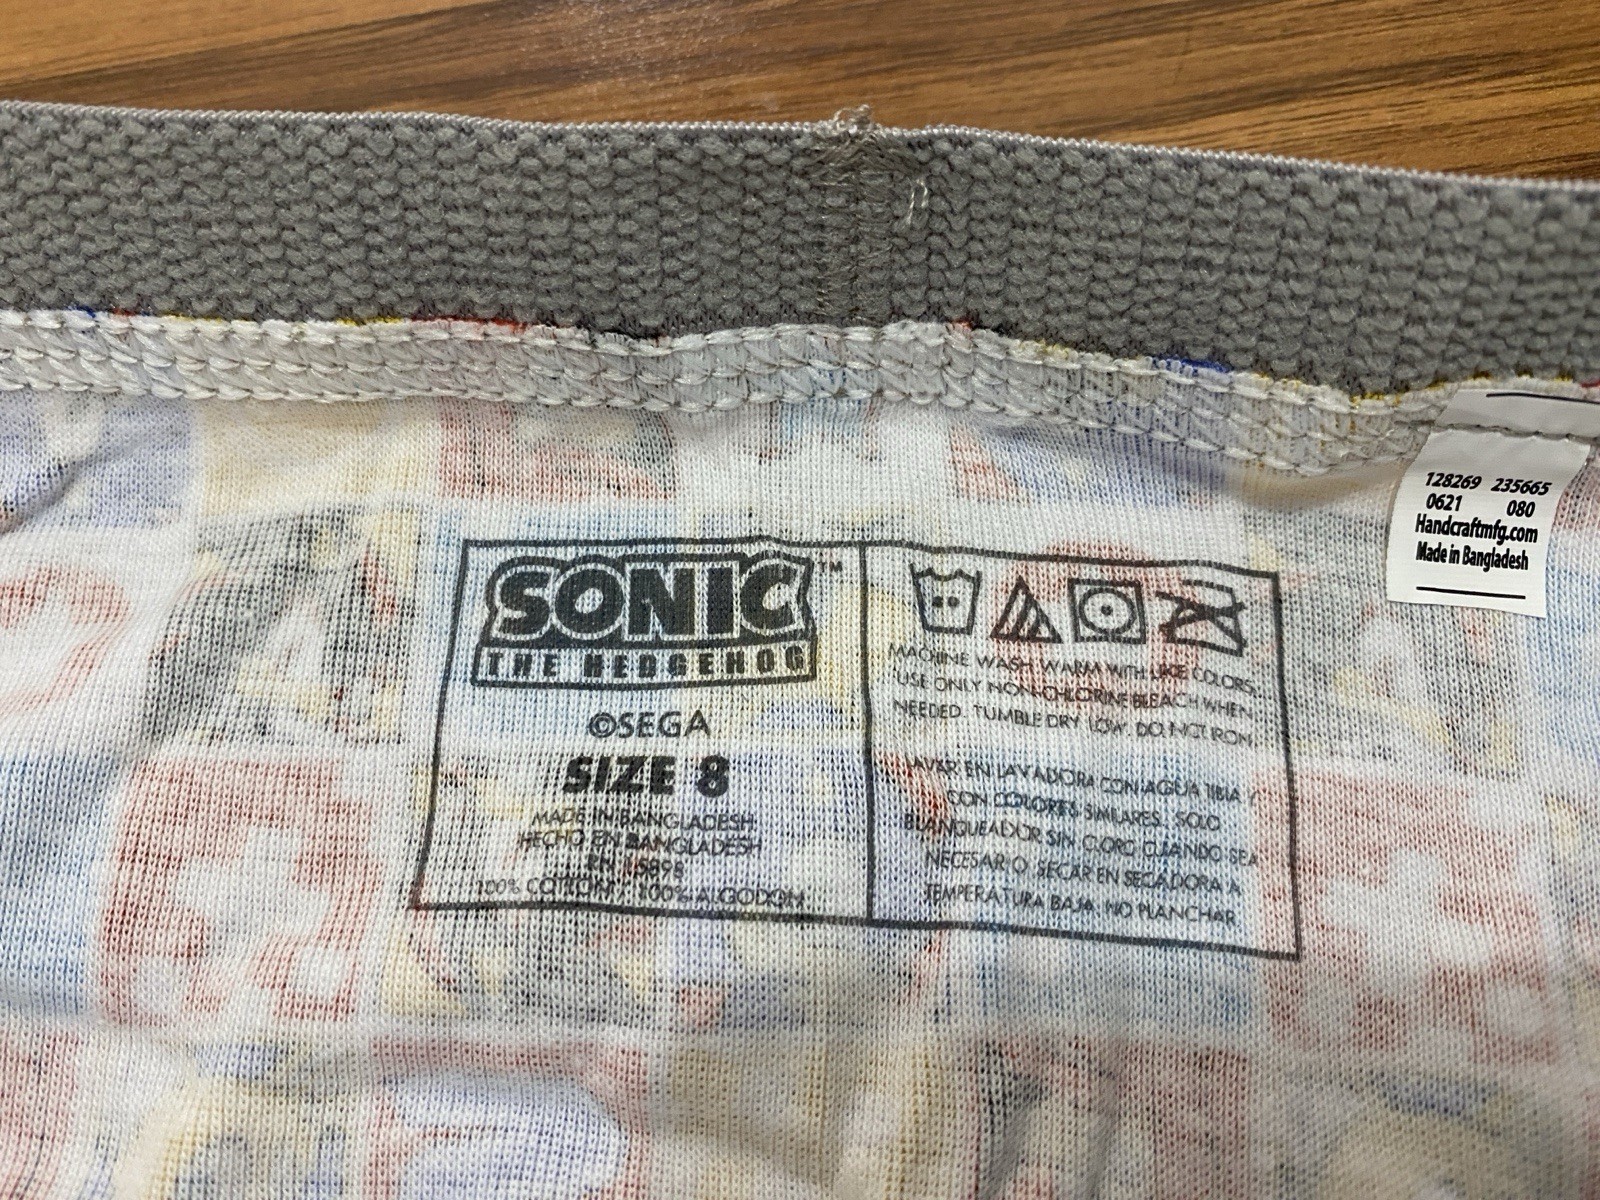 SONIC™
THE HEDGEHOG
©SEGA
SIZE 8
MADE IN BANGLADESH
HECHO EN BANGLADESH
RN 15898
100% COTTON / 100% ALGODON
MACHINE WASH WARM WITH LIKE COLORS.
USE ONLY NON-CHLORINE BLEACH WHEN
NEEDED. TUMBLE DRY LOW. DO NOT IRON.
LAVAR EN LAVADORA CON AGUA TIBIA Y
CON COLORES SIMILARES. SOLO
BLANQUEADOR SIN CLORO CUANDO SEA
NECESARIO. SECAR EN SECADORA A
TEMPERATURA BAJA. NO PLANCHAR
128269 235665
0621 080
Handcraftmfg.com
Made in Bangladesh